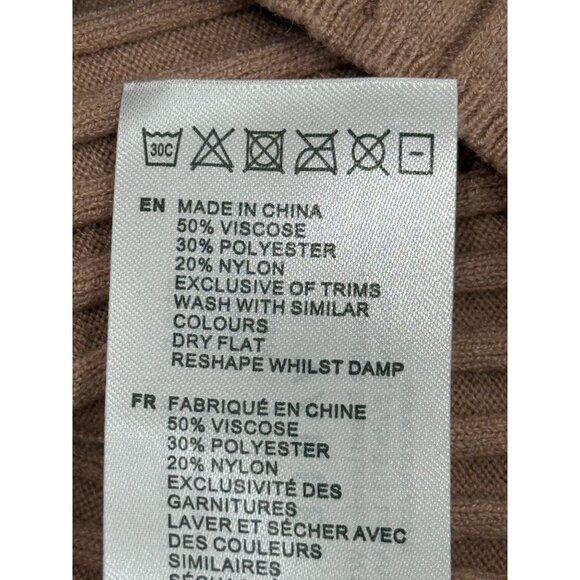 30C
EN MADE IN CHINA
50% VISCOSE
30% POLYESTER
20% NYLON
EXCLUSIVE OF TRIMS
WASH WITH SIMILAR
COLOURS
DRY FLAT
RESHAPE WHILST DAMP
FR FABRIQUÉ EN CHINE
50% VISCOSE
30% POLYESTER
20% NYLON
EXCLUSIVITÉ DES
GARNITURES
LAVER ET SÉCHER AVEC
DES COULEURS
SIMILAIRES